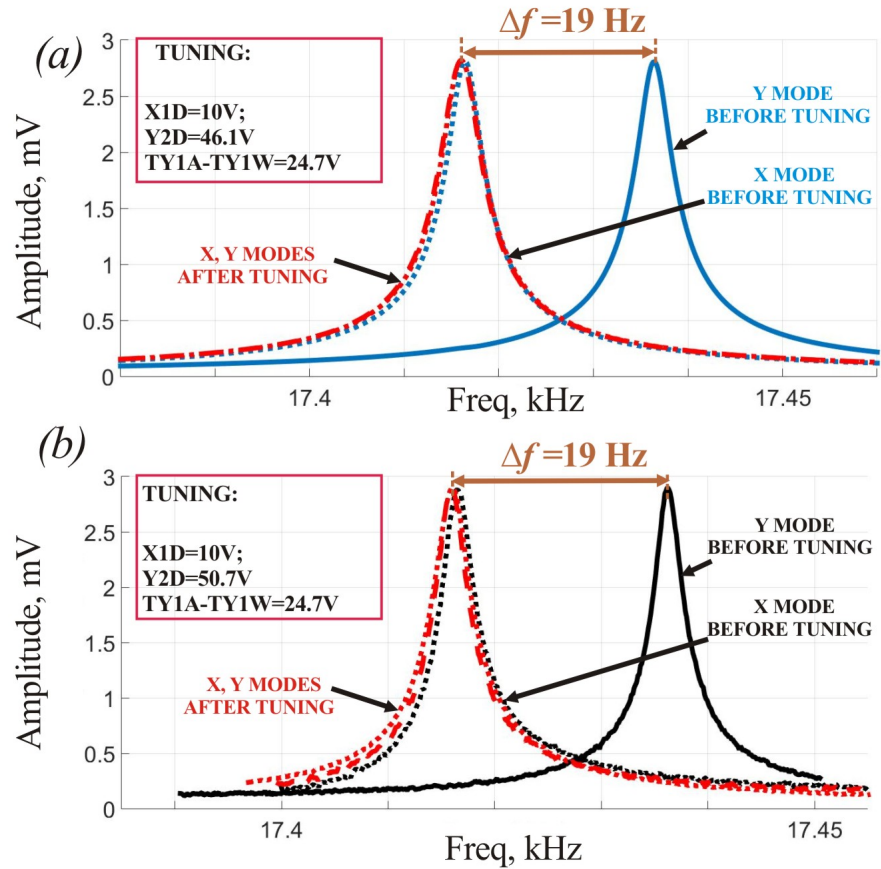 (a)
Δf =19 Hz
3
2.5
2
1.5
1
0.5
0
Amplitude, mV
TUNING:
X1D=10V;
Y2D=46.1V
TY1A-TY1W=24.7V
Y MODE
BEFORE TUNING
X MODE
BEFORE TUNING
X, Y MODES
AFTER TUNING
17.4
Freq, kHz
17.45
(b)
Δf =19 Hz
3
2.5
2
1.5
1
0.5
0
Amplitude, mV
TUNING:
X1D=10V;
Y2D=50.7V
TY1A-TY1W=24.7V
Y MODE
BEFORE TUNING
X MODE
BEFORE TUNING
X, Y MODES
AFTER TUNING
17.4
Freq, kHz
17.45